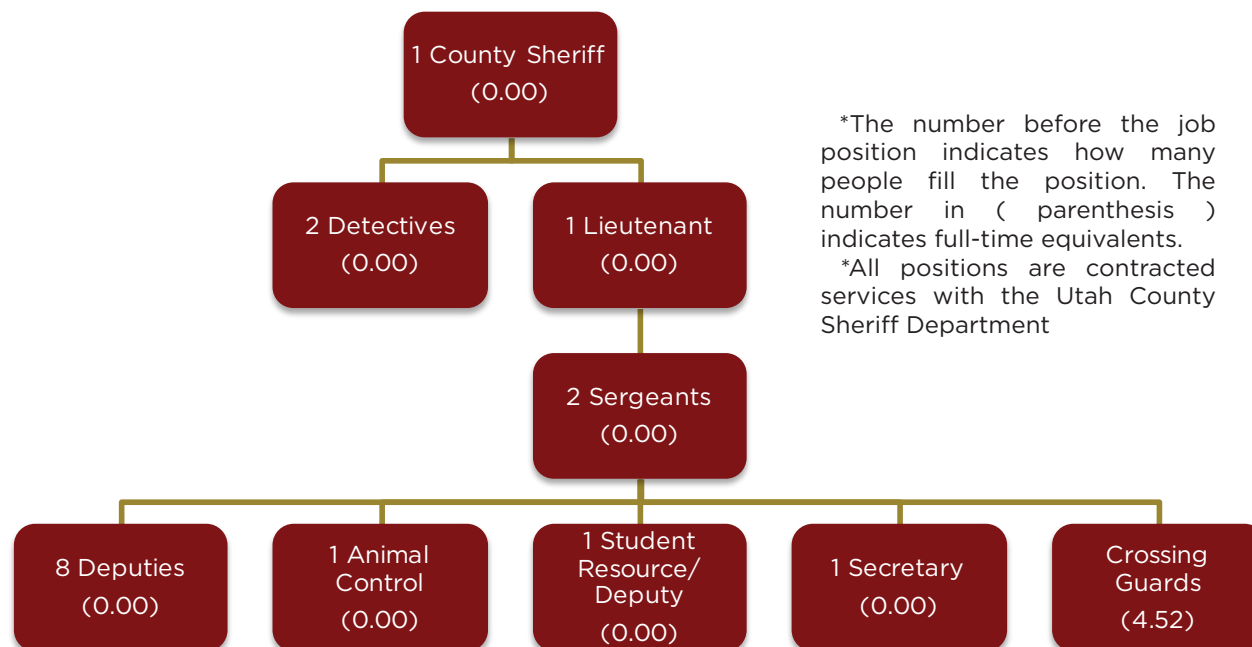 1 County Sheriff
(0.00)
*The number before the job
position indicates how many
people fill the position. The
number in ( parenthesis )
indicates full-time equivalents.
*All positions are contracted
services with the Utah County
Sheriff Department
2 Detectives
(0.00)
1 Lieutenant
(0.00)
2 Sergeants
(0.00)
8 Deputies
(0.00)
1 Animal
Control
(0.00)
1 Student
Resource/
Deputy
(0.00)
1 Secretary
(0.00)
Crossing
Guards
(4.52)